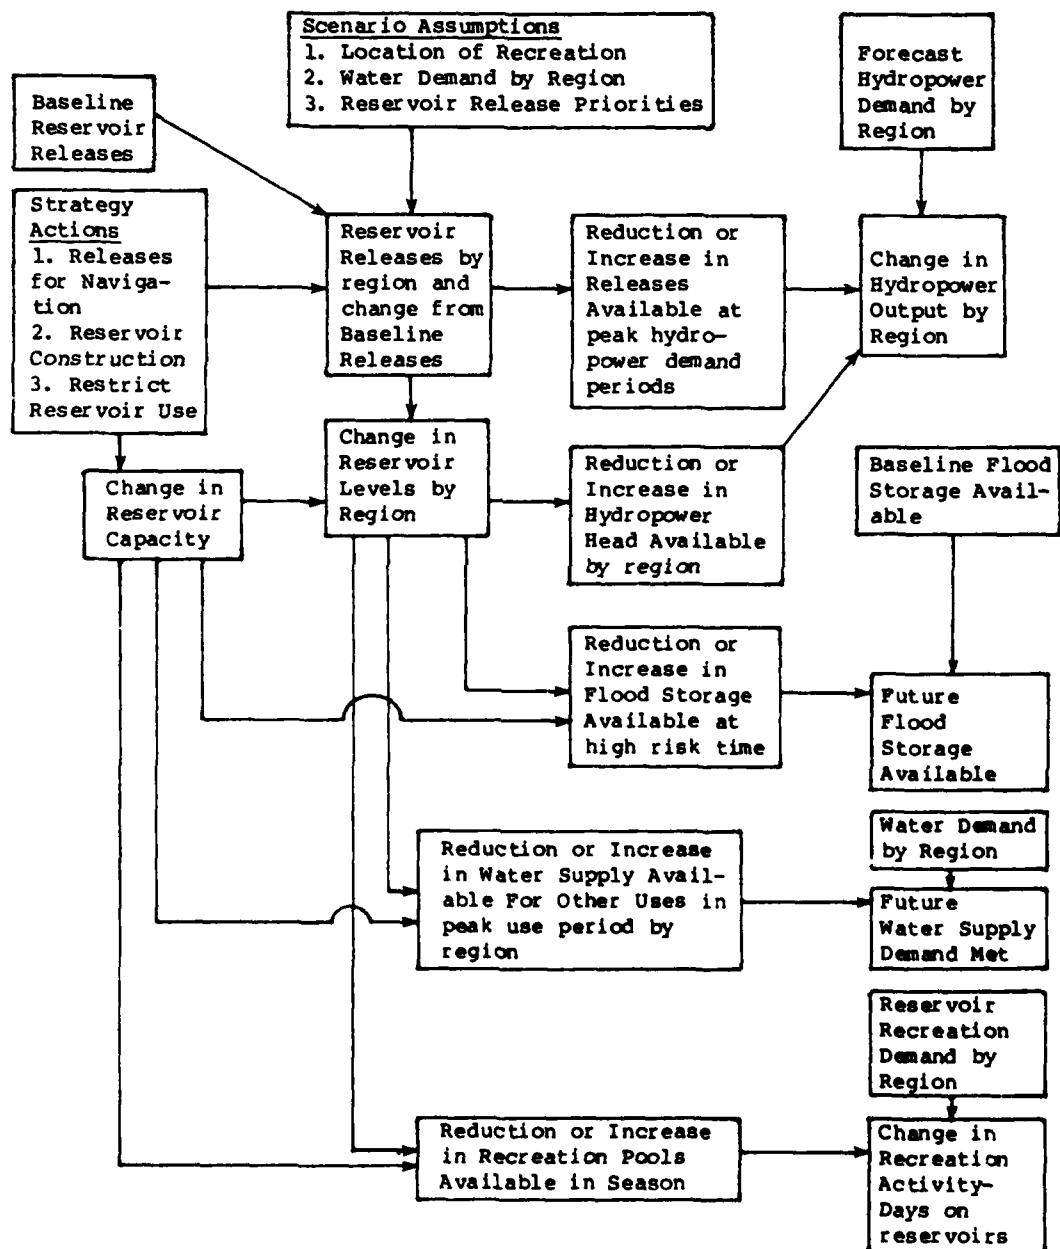 Scenario Assumptions
1. Location of Recreation
2. Water Demand by Region
3. Reservoir Release Priorities
Forecast
Hydropower
Demand by
Region
Baseline
Reservoir
Releases
Strategy
Actions
1. Releases
for Naviga-
tion
2. Reservoir
Construction
3. Restrict
Reservoir Use
Reservoir
Releases by
region and
change from
Baseline
Releases
Reduction or
Increase in
Releases
Available at
peak hydro-
power demand
periods
Change in
Hydropower
Output by
Region
Change in
Reservoir
Capacity
Change in
Reservoir
Levels by
Region
Reduction or
Increase in
Hydropower
Head Available
by region
Baseline Flood
Storage Avail-
able
Reduction or
Increase in
Flood Storage
Available at
high risk time
Future
Flood
Storage
Available
Water Demand
by Region
Reduction or Increase
in Water Supply Avail-
able For Other Uses in
peak use period by
region
Future
Water Supply
Demand Met
Reservoir
Recreation
Demand by
Region
Reduction or Increase
in Recreation Pools
Available in Season
Change in
Recreation
Activity-
Days on
reservoirs